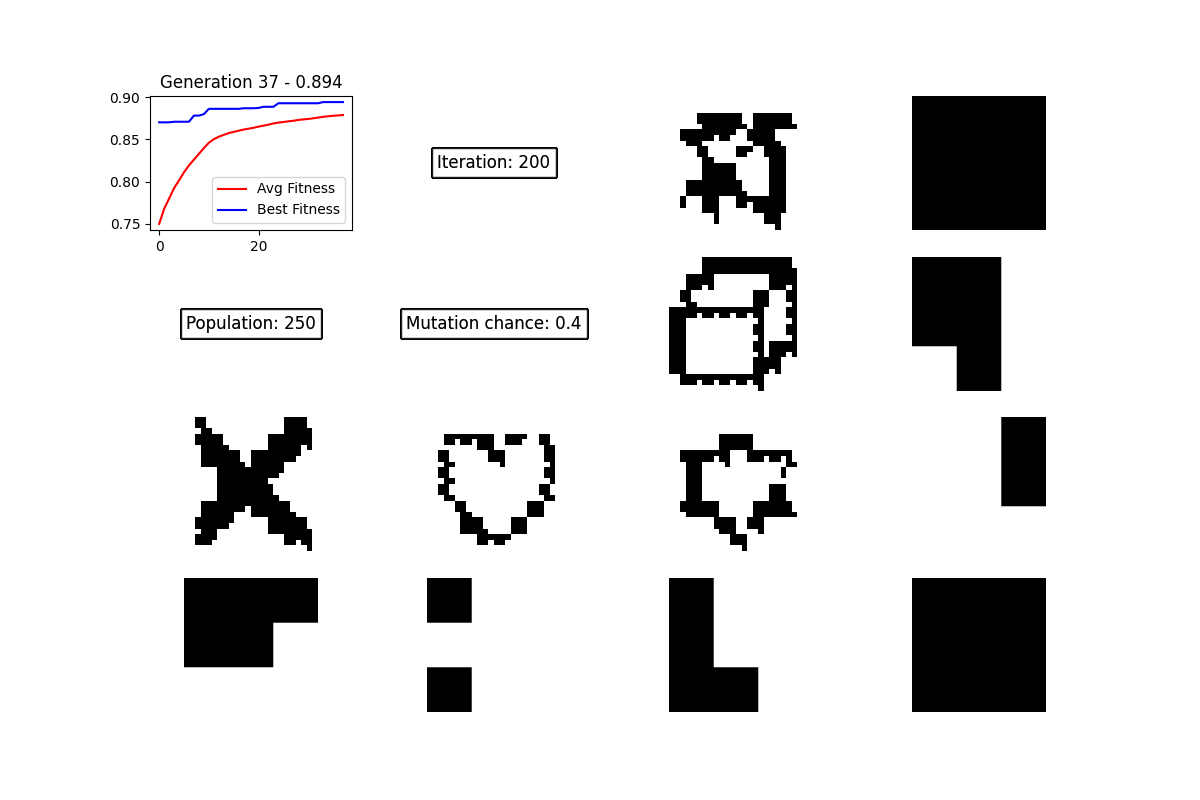 Generation 37 - 0.894
0.90
0.85
0.80
0.75
0
20
Avg Fitness
Best Fitness
Iteration: 200
Population: 250
Mutation chance: 0.4